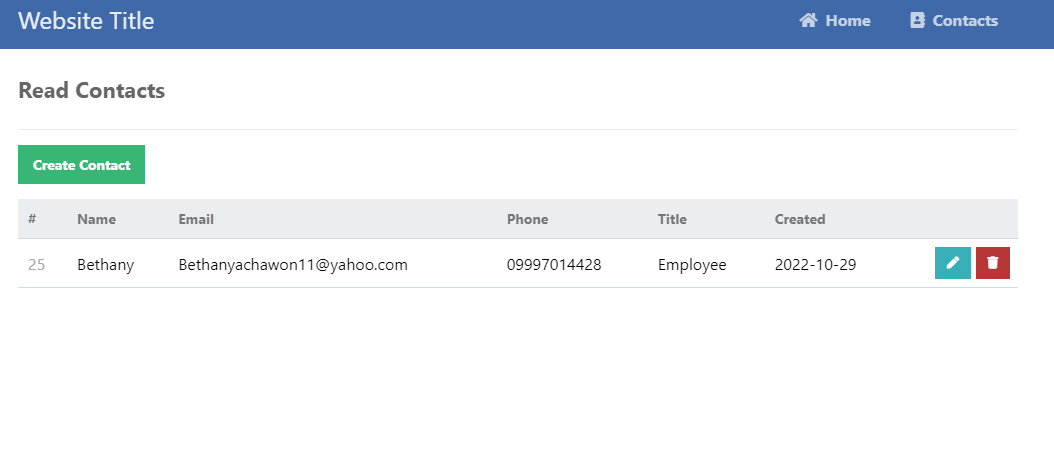 Website Title Home Contacts
Read Contacts
Create Contact
# Name Email Phone Title Created
25 Bethany Bethanyachawon11@yahoo.com 09997014428 Employee 2022-10-29